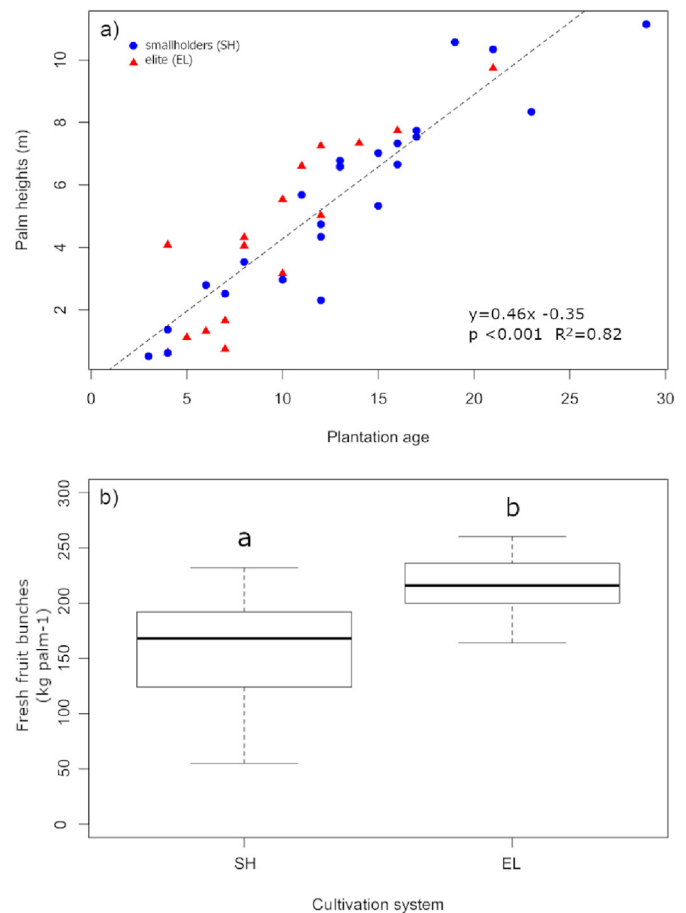 a)
smallholders (SH)
elite (EL)
Palm heights (m)
10
8
6
4
2
y=0.46x -0.35
p <0.001 R²=0.82
0 5 10 15 20 25 30
Plantation age
b)
a
b
Fresh fruit bunches
(kg palm-1)
300
250
200
150
100
50
0
SH EL
Cultivation system